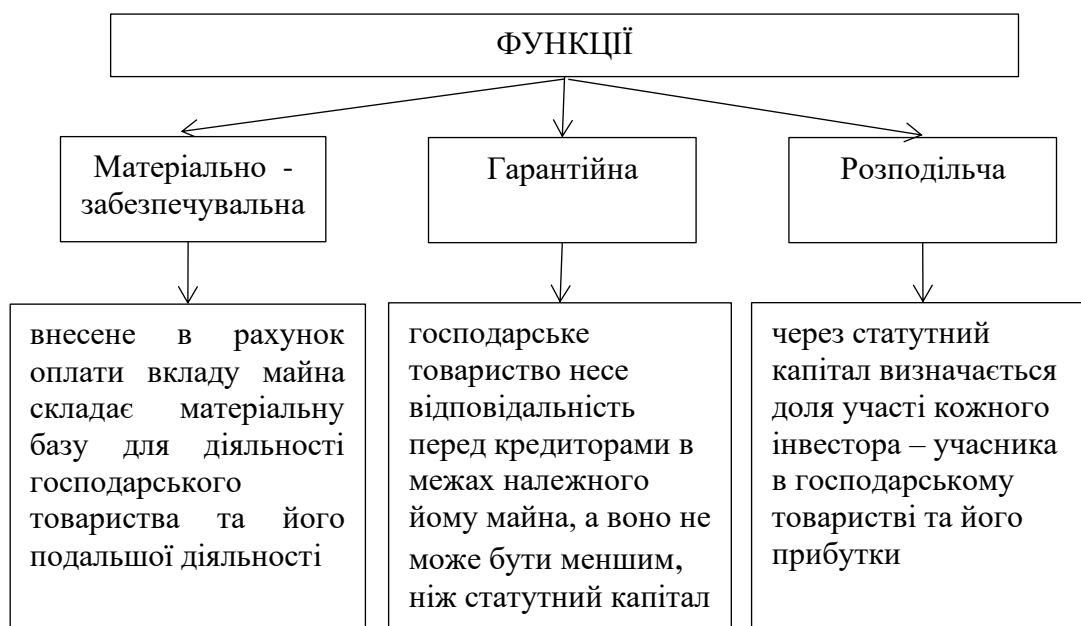 ФУНКЦІЇ
Матеріально -
забезпечувальна
Гарантійна
Розподільча
внесене в рахунок
оплати вкладу майна
складає матеріальну
базу для діяльності
господарського
товариства та його
подальшої діяльності
господарське
товариство несе
відповідальність
перед кредиторами в
межах належного
йому майна, а воно не
може бути меншим,
ніж статутний капітал
через статутний
капітал визначається
доля участі кожного
інвестора – учасника
в господарському
товаристві та його
прибутки